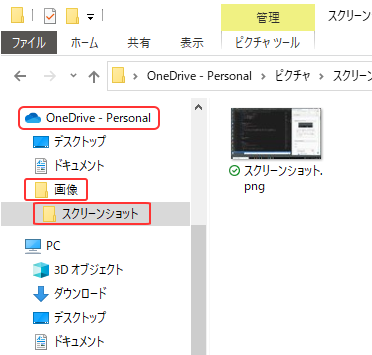 管理
スクリーン
ファイル
ホーム
共有
表示
ピクチャ ツール
OneDrive - Personal
ピクチャ
スクリーン
OneDrive - Personal
デスクトップ
ドキュメント
画像
スクリーンショット
PC
3D オブジェクト
ダウンロード
デスクトップ
ドキュメント
スクリーンショット.
png